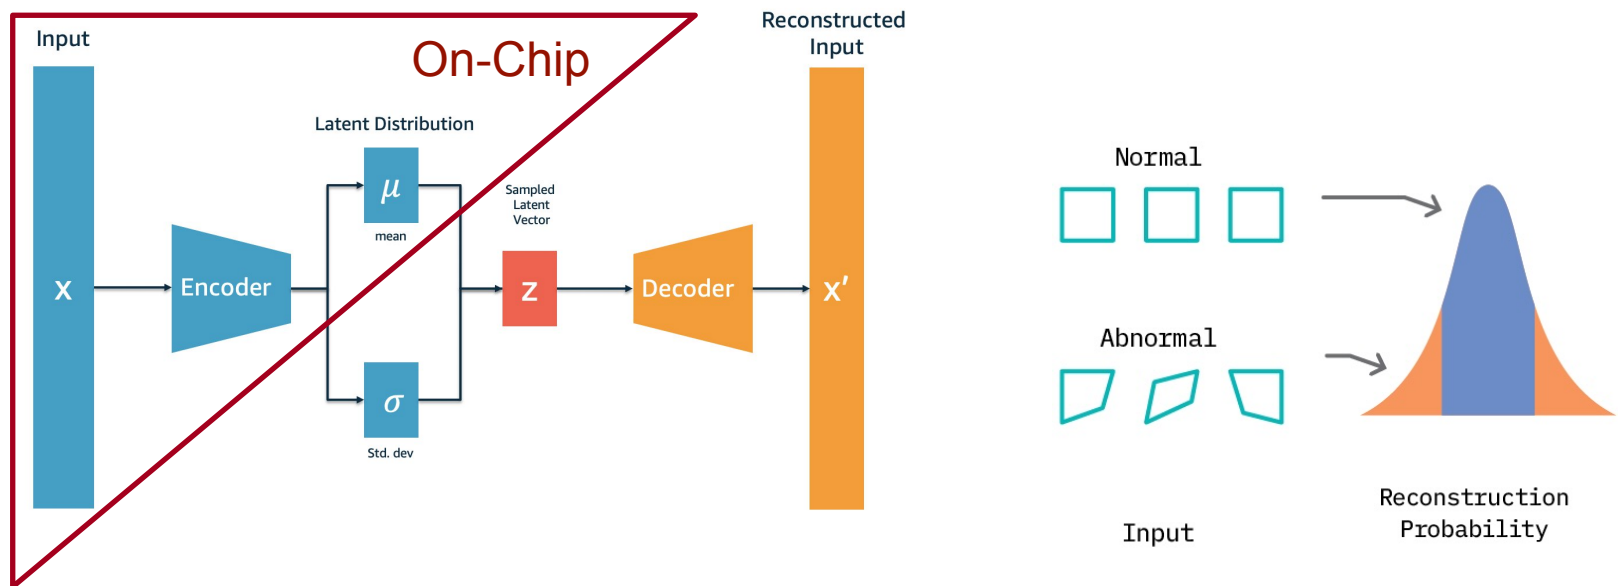 Input
On-Chip
Reconstructed
Input
Latent Distribution
μ
mean
Sampled
Latent
Vector
x
Encoder
z
Decoder
x′
σ
Std. dev
Normal
Abnormal
Input
Reconstruction
Probability